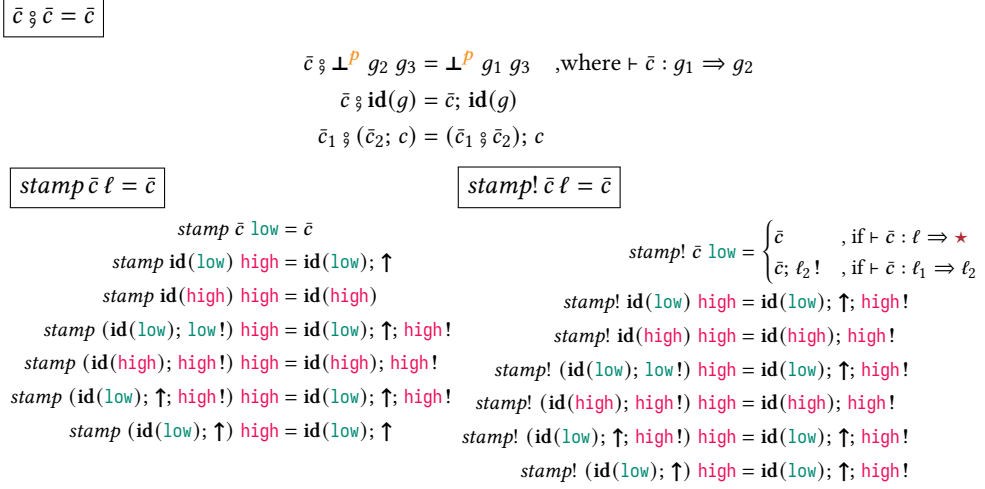 c̄ ⨟ c̄ = c̄
c̄ ⨟ ⊥ᵖ g₂ g₃ = ⊥ᵖ g₁ g₃ ,where ⊢ c̄ : g₁ ⇒ g₂
c̄ ⨟ id(g) = c̄; id(g)
c̄₁ ⨟ (c̄₂; c) = (c̄₁ ⨟ c̄₂); c
stamp c̄ ℓ = c̄
stamp c̄ low = c̄
stamp id(low) high = id(low); ↑
stamp id(high) high = id(high)
stamp (id(low); low!) high = id(low); ↑; high!
stamp (id(high); high!) high = id(high); high!
stamp (id(low); ↑; high!) high = id(low); ↑; high!
stamp (id(low); ↑) high = id(low); ↑
stamp! c̄ ℓ = c̄
stamp! c̄ low = { c̄ , if ⊢ c̄ : ℓ ⇒ ★
c̄; ℓ₂! , if ⊢ c̄ : ℓ₁ ⇒ ℓ₂
stamp! id(low) high = id(low); ↑; high!
stamp! id(high) high = id(high); high!
stamp! (id(low); low!) high = id(low); ↑; high!
stamp! (id(high); high!) high = id(high); high!
stamp! (id(low); ↑; high!) high = id(low); ↑; high!
stamp! (id(low); ↑) high = id(low); ↑; high!